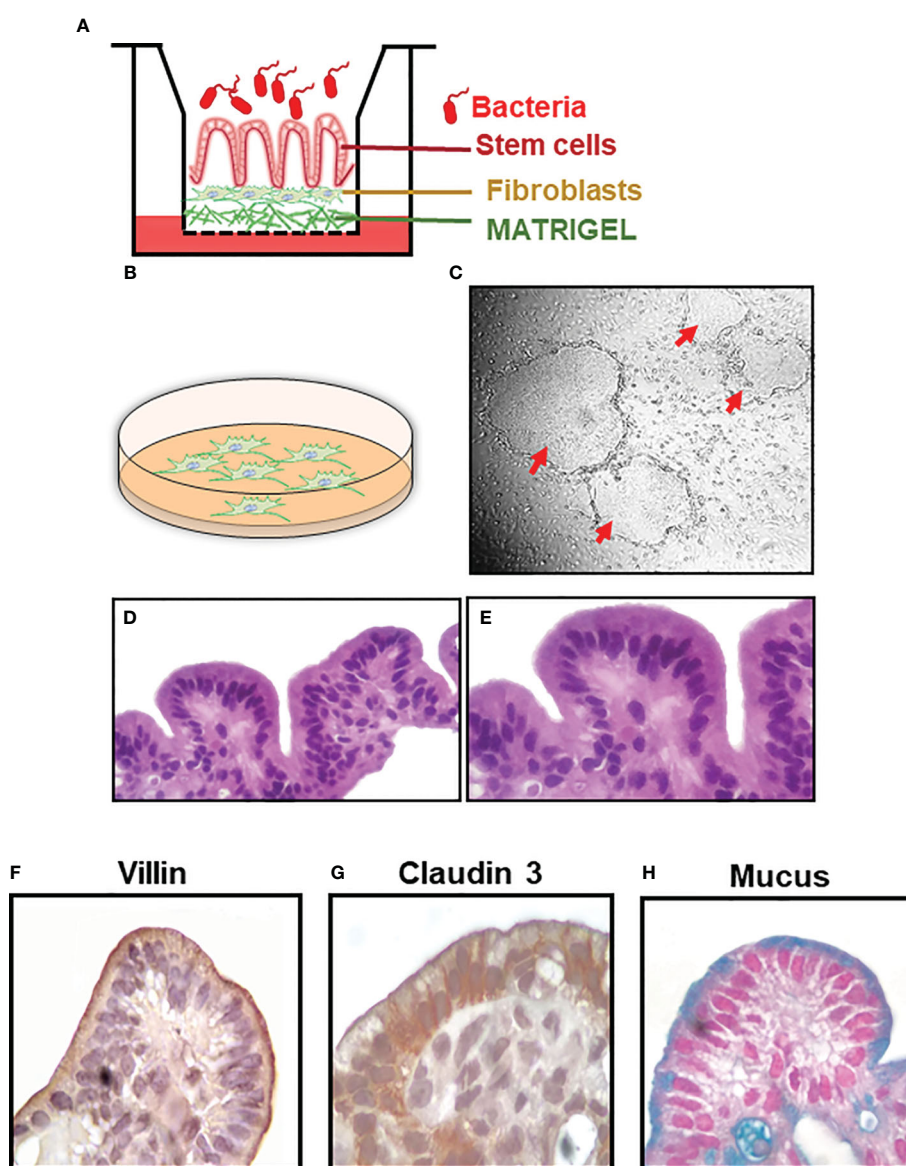 A
Bacteria
Stem cells
Fibroblasts
MATRIGEL
B
C
D
E
F
Villin
G
Claudin 3
H
Mucus